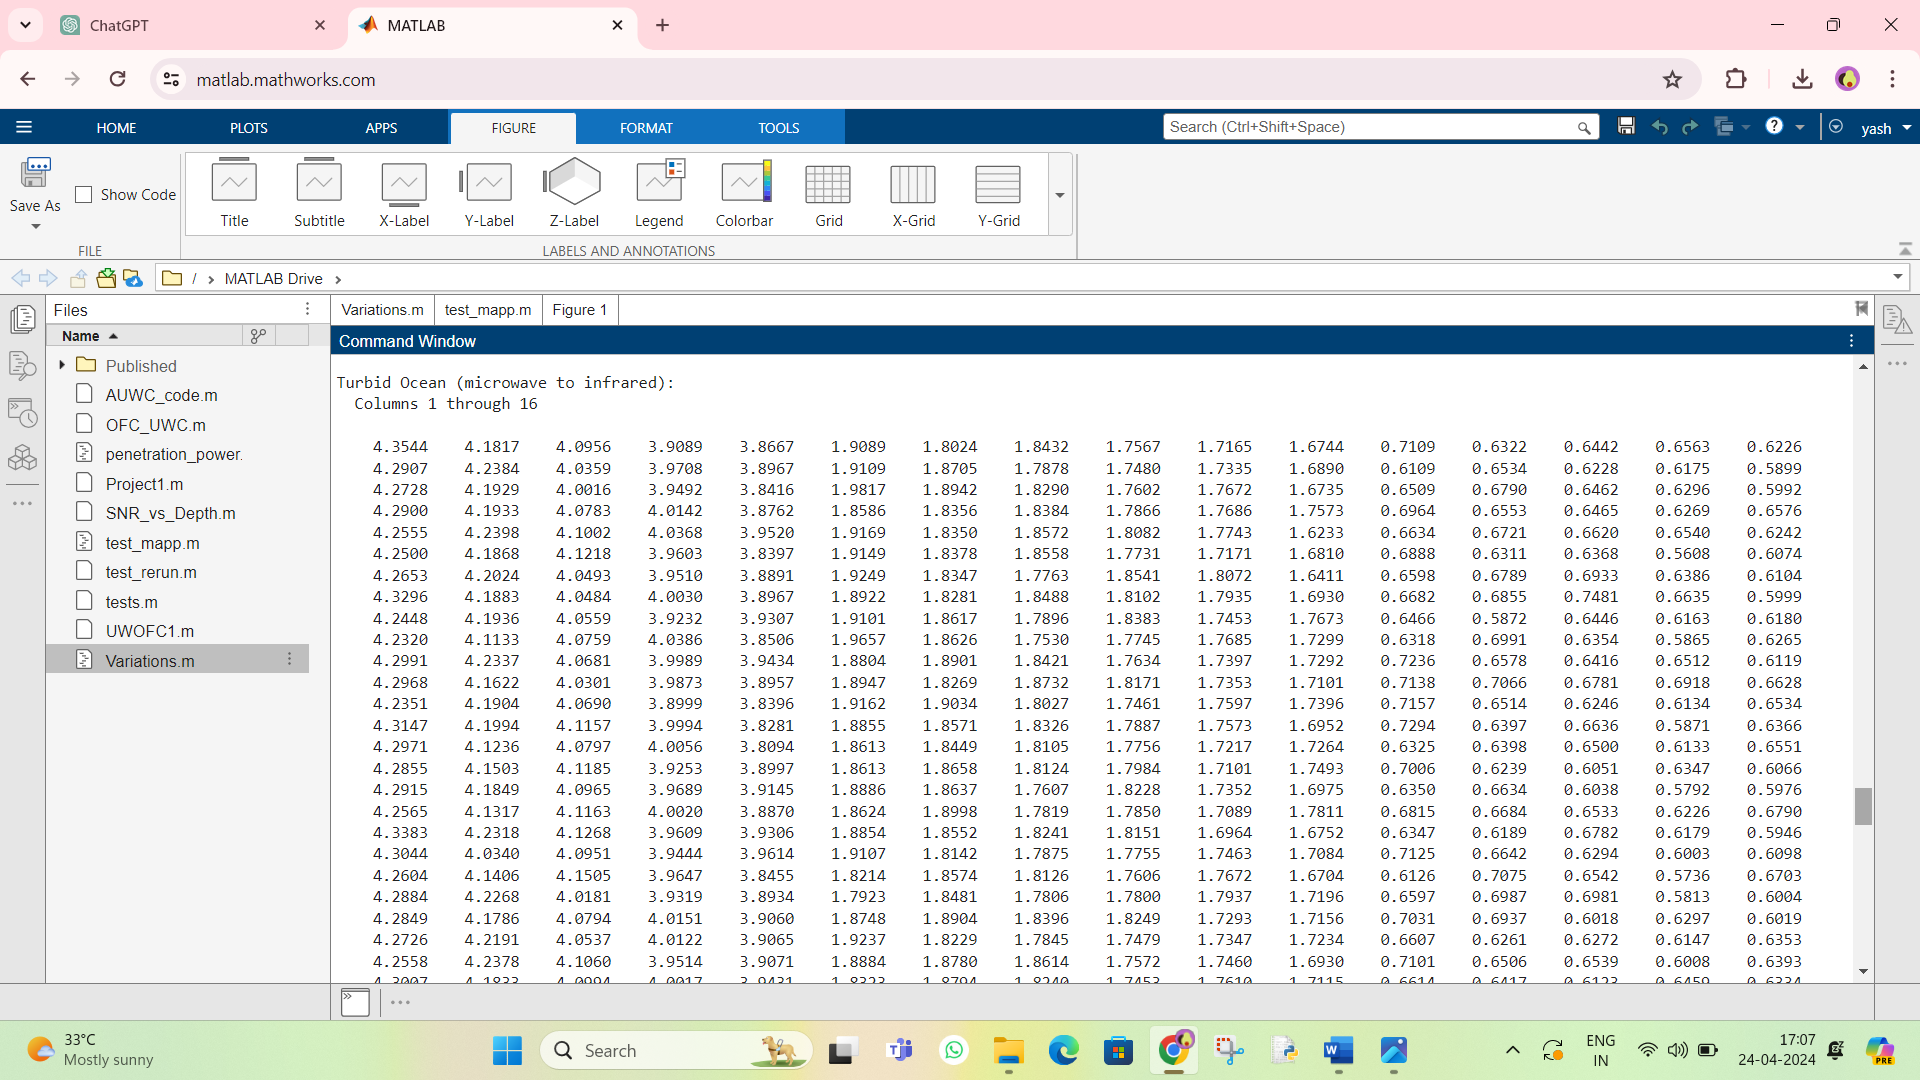 ChatGPT
MATLAB
matlab.mathworks.com
HOME PLOTS APPS FIGURE FORMAT TOOLS
Search (Ctrl+Shift+Space)
yash
Save As
Show Code
Title Subtitle X-Label Y-Label Z-Label Legend Colorbar Grid X-Grid Y-Grid
FILE
LABELS AND ANNOTATIONS
/ > MATLAB Drive >
Files
Name
Published
AUWC_code.m
OFC_UWC.m
penetration_power.
Project1.m
SNR_vs_Depth.m
test_mapp.m
test_rerun.m
tests.m
UWOFC1.m
Variations.m
Variations.m test_mapp.m Figure 1
Command Window
Turbid Ocean (microwave to infrared):
Columns 1 through 16
4.3544 4.1817 4.0956 3.9089 3.8667 1.9089 1.8024 1.8432 1.7567 1.7165 1.6744 0.7109 0.6322 0.6442 0.6563 0.6226
4.2907 4.2384 4.0359 3.9708 3.8967 1.9109 1.8705 1.7878 1.7480 1.7335 1.6890 0.6109 0.6534 0.6228 0.6175 0.5899
4.2728 4.1929 4.0016 3.9492 3.8416 1.9817 1.8942 1.8290 1.7602 1.7672 1.6735 0.6509 0.6790 0.6462 0.6296 0.5992
4.2900 4.1933 4.0783 4.0142 3.8762 1.8586 1.8356 1.8384 1.7866 1.7686 1.7573 0.6964 0.6553 0.6465 0.6269 0.6576
4.2555 4.2398 4.1002 4.0368 3.9520 1.9169 1.8350 1.8572 1.8082 1.7743 1.6233 0.6634 0.6721 0.6620 0.6540 0.6242
4.2500 4.1868 4.1218 3.9603 3.8397 1.9149 1.8378 1.8558 1.7731 1.7171 1.6810 0.6888 0.6311 0.6368 0.5608 0.6074
4.2653 4.2024 4.0493 3.9510 3.8891 1.9249 1.8347 1.7763 1.8541 1.8072 1.6411 0.6598 0.6789 0.6933 0.6386 0.6104
4.3296 4.1883 4.0484 4.0030 3.8967 1.8922 1.8281 1.8488 1.8102 1.7935 1.6930 0.6682 0.6855 0.7481 0.6635 0.5999
4.2448 4.1936 4.0559 3.9232 3.9307 1.9101 1.8617 1.7896 1.8383 1.7453 1.7673 0.6466 0.5872 0.6446 0.6163 0.6180
4.2320 4.1133 4.0759 4.0386 3.8506 1.9657 1.8626 1.7530 1.7745 1.7685 1.7299 0.6318 0.6991 0.6354 0.5865 0.6265
4.2991 4.2337 4.0681 3.9989 3.9434 1.8804 1.8901 1.8421 1.7634 1.7397 1.7292 0.7236 0.6578 0.6416 0.6512 0.6119
4.2968 4.1622 4.0301 3.9873 3.8957 1.8947 1.8269 1.8732 1.8171 1.7353 1.7101 0.7138 0.7066 0.6781 0.6918 0.6628
4.2351 4.1904 4.0690 3.8999 3.8396 1.9162 1.9034 1.8027 1.7461 1.7597 1.7396 0.7157 0.6514 0.6246 0.6134 0.6534
4.3147 4.1994 4.1157 3.9994 3.8281 1.8855 1.8571 1.8326 1.7887 1.7573 1.6952 0.7294 0.6397 0.6636 0.5871 0.6366
4.2971 4.1236 4.0797 4.0056 3.8094 1.8613 1.8449 1.8105 1.7756 1.7217 1.7264 0.6325 0.6398 0.6500 0.6133 0.6551
4.2855 4.1503 4.1185 3.9253 3.8997 1.8613 1.8658 1.8124 1.7984 1.7101 1.7493 0.7006 0.6239 0.6051 0.6347 0.6066
4.2915 4.1849 4.0965 3.9689 3.9145 1.8886 1.8637 1.7607 1.8228 1.7352 1.6975 0.6350 0.6634 0.6038 0.5792 0.5976
4.2565 4.1317 4.1163 4.0020 3.8870 1.8624 1.8998 1.7819 1.7850 1.7089 1.7811 0.6815 0.6684 0.6533 0.6226 0.6790
4.3383 4.2318 4.1268 3.9609 3.9306 1.8854 1.8552 1.8241 1.8151 1.6964 1.6752 0.6347 0.6189 0.6782 0.6179 0.5946
4.3044 4.0340 4.0951 3.9444 3.9614 1.9107 1.8142 1.7875 1.7755 1.7463 1.7084 0.7125 0.6642 0.6294 0.6003 0.6098
4.2604 4.1406 4.1505 3.9647 3.8455 1.8214 1.8574 1.8126 1.7606 1.7672 1.6704 0.6126 0.7075 0.6542 0.5736 0.6703
4.2884 4.2268 4.0181 3.9319 3.8934 1.7923 1.8481 1.7806 1.7800 1.7937 1.7196 0.6597 0.6987 0.6981 0.5813 0.6004
4.2849 4.1786 4.0794 4.0151 3.9060 1.8748 1.8904 1.8396 1.8249 1.7293 1.7156 0.7031 0.6937 0.6018 0.6297 0.6019
4.2726 4.2191 4.0537 4.0122 3.9065 1.9237 1.8229 1.7845 1.7479 1.7347 1.7234 0.6607 0.6261 0.6272 0.6147 0.6353
4.2558 4.2378 4.1060 3.9514 3.9071 1.8884 1.8780 1.8614 1.7572 1.7460 1.6930 0.7101 0.6506 0.6539 0.6008 0.6393
33°C
Mostly sunny
Search
ENG
IN
17:07
24-04-2024
PRE